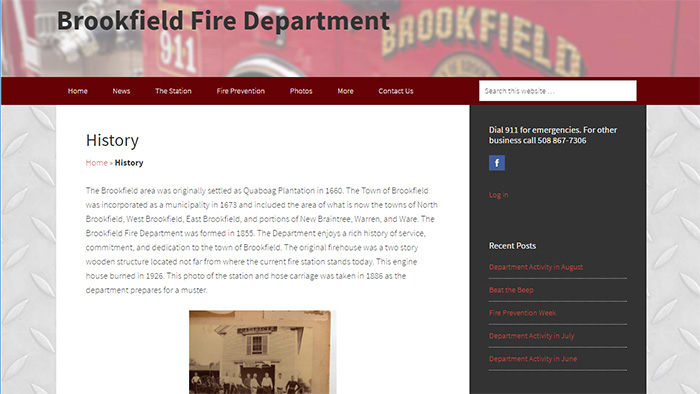 Brookfield Fire Department
911
BROOKFIELD
Home News The Station Fire Prevention Photos More Contact Us
Search this website …
History
Home » History
The Brookfield area was originally settled as Quaboag Plantation in 1660. The Town of Brookfield
was incorporated as a municipality in 1673 and included the area of what is now the towns of North
Brookfield, West Brookfield, East Brookfield, and portions of New Braintree, Warren, and Ware. The
Brookfield Fire Department was formed in 1855. The Department enjoys a rich history of service,
commitment, and dedication to the town of Brookfield. The original firehouse was a two story
wooden structure located not far from where the current fire station stands today. This engine
house burned in 1926. This photo of the station and hose carriage was taken in 1886 as the
department prepares for a muster.
Dial 911 for emergencies. For other
business call 508 867-7306
f
Log in
Recent Posts
Department Activity in August
Beat the Beep
Fire Prevention Week
Department Activity in July
Department Activity in June